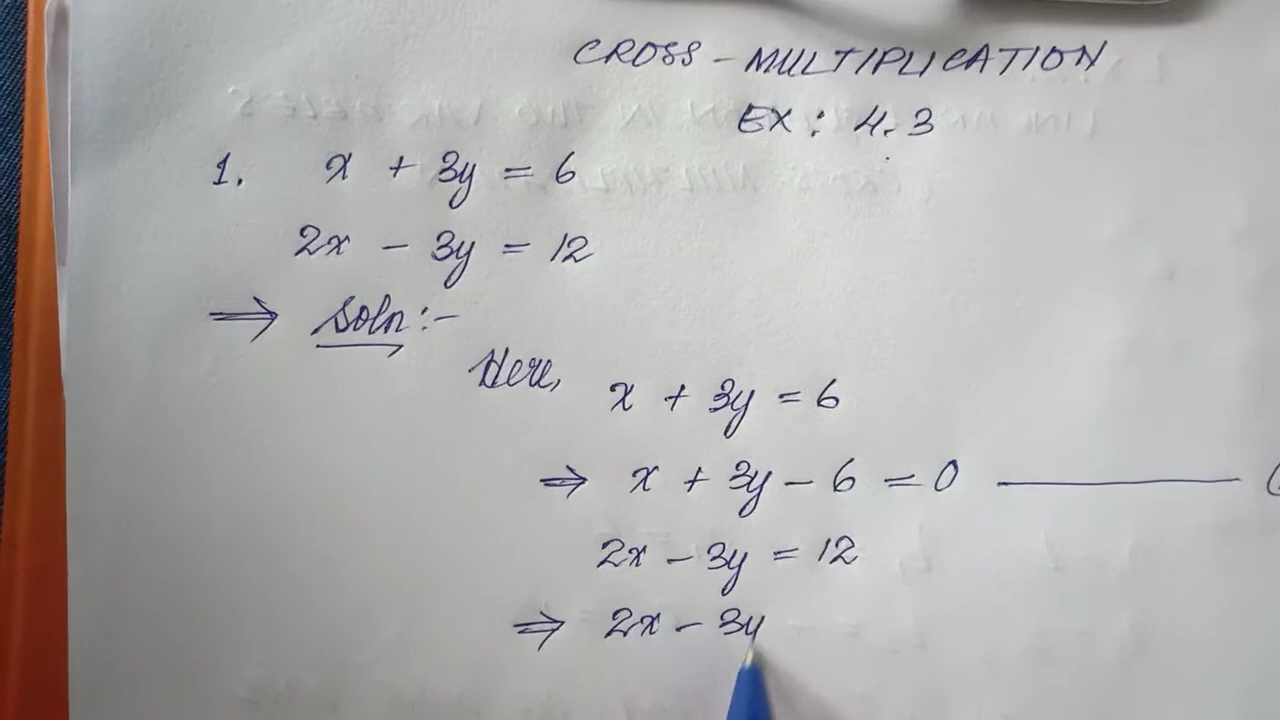 CROSS - MULTIPLICATION
EX : 4.3
1. x + 3y = 6
2x - 3y = 12
⇒ Soln :-
Here,
x + 3y = 6
⇒ x + 3y - 6 = 0 ——— (
2x - 3y = 12
⇒ 2x - 3y